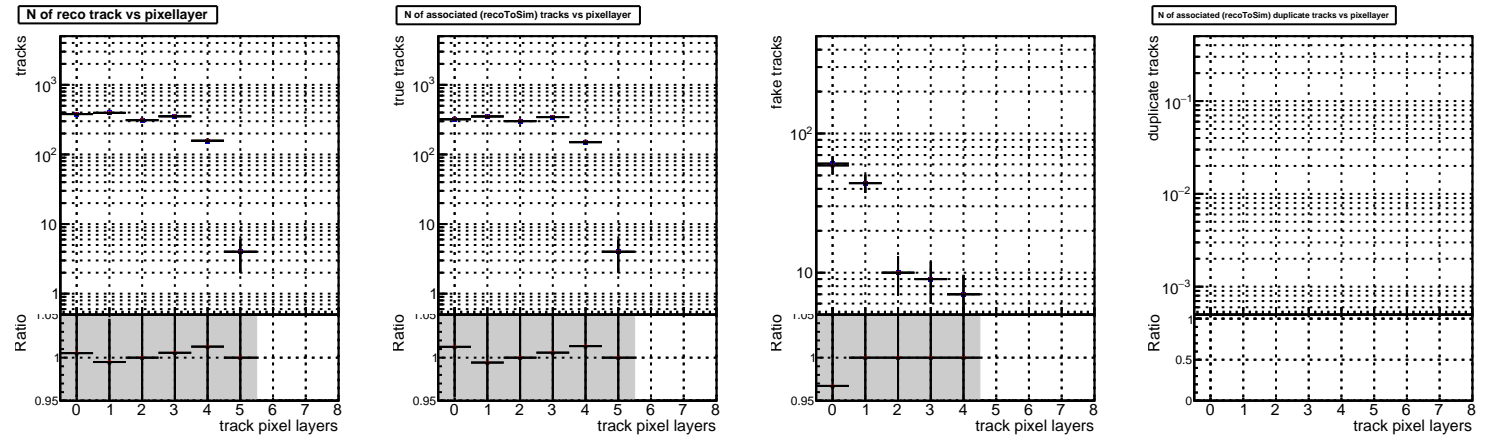 N of reco track vs pixellayer
tracks
10³
10²
10
1
Ratio
1.05
1
0.95
0 1 2 3 4 5 6 7 8
track pixel layers
N of associated (recoToSim) tracks vs pixellayer
true tracks
10³
10²
10
1
Ratio
1.05
1
0.95
0 1 2 3 4 5 6 7 8
track pixel layers
fake tracks
10²
10
Ratio
1.05
1
0.95
0 1 2 3 4 5 6 7 8
track pixel layers
N of associated (recoToSim) duplicate tracks vs pixellayer
duplicate tracks
10⁻¹
10⁻²
10⁻³
Ratio
1
0.5
0
0 1 2 3 4 5 6 7 8
track pixel layers